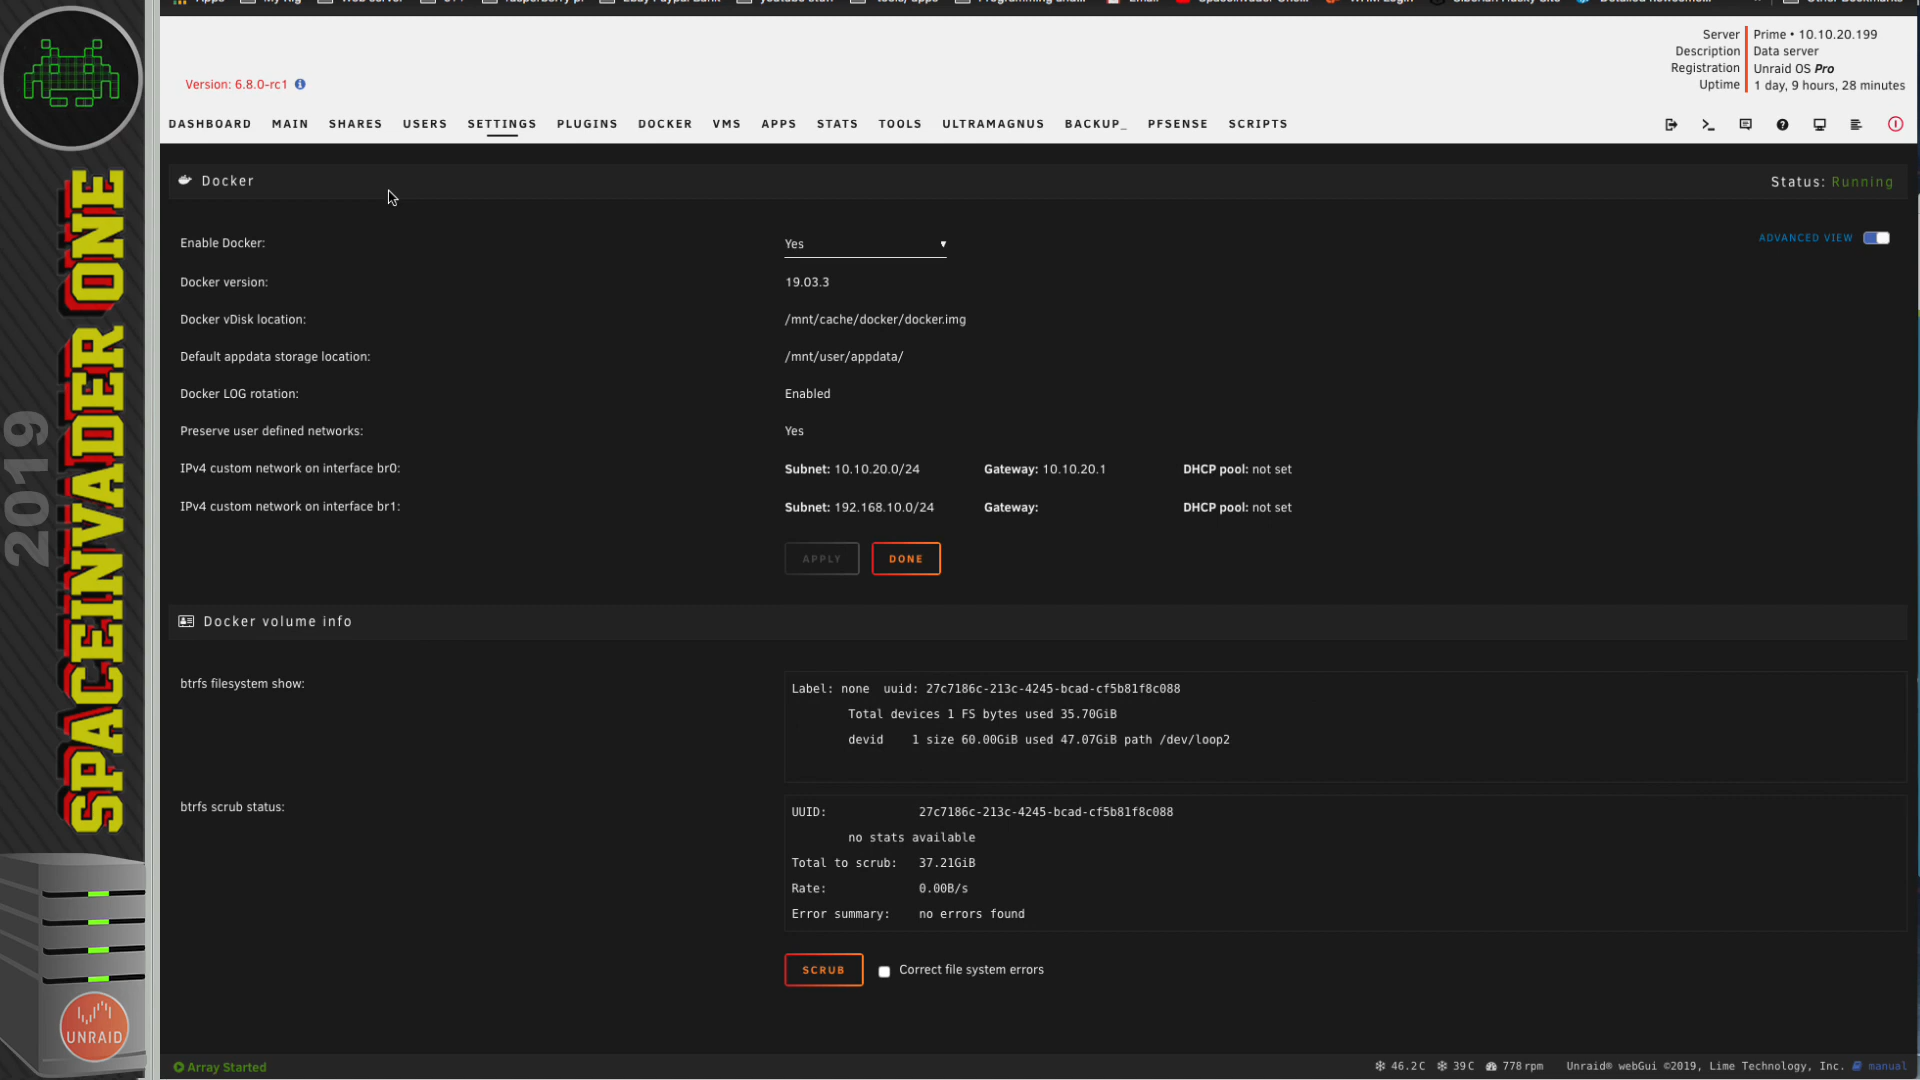 Server Prime • 10.10.20.199
Description Data server
Registration Unraid OS Pro
Uptime 1 day, 9 hours, 28 minutes
Version: 6.8.0-rc1
DASHBOARD MAIN SHARES USERS SETTINGS PLUGINS DOCKER VMS APPS STATS TOOLS ULTRAMAGNUS BACKUP_ PFSENSE SCRIPTS
Docker
Status: Running
Enable Docker: Yes
ADVANCED VIEW
Docker version: 19.03.3
Docker vDisk location: /mnt/cache/docker/docker.img
Default appdata storage location: /mnt/user/appdata/
Docker LOG rotation: Enabled
Preserve user defined networks: Yes
IPv4 custom network on interface br0: Subnet: 10.10.20.0/24 Gateway: 10.10.20.1 DHCP pool: not set
IPv4 custom network on interface br1: Subnet: 192.168.10.0/24 Gateway: DHCP pool: not set
APPLY DONE
Docker volume info
btrfs filesystem show:
Label: none uuid: 27c7186c-213c-4245-bcad-cf5b81f8c088
Total devices 1 FS bytes used 35.70GiB
devid 1 size 60.00GiB used 47.07GiB path /dev/loop2
btrfs scrub status:
UUID: 27c7186c-213c-4245-bcad-cf5b81f8c088
no stats available
Total to scrub: 37.21GiB
Rate: 0.00B/s
Error summary: no errors found
SCRUB Correct file system errors
Array Started
46.2 C 39 C 778 rpm Unraid® webGui ©2019, Lime Technology, Inc. manual
2019
SPACEINVADER ONE
UNRAID